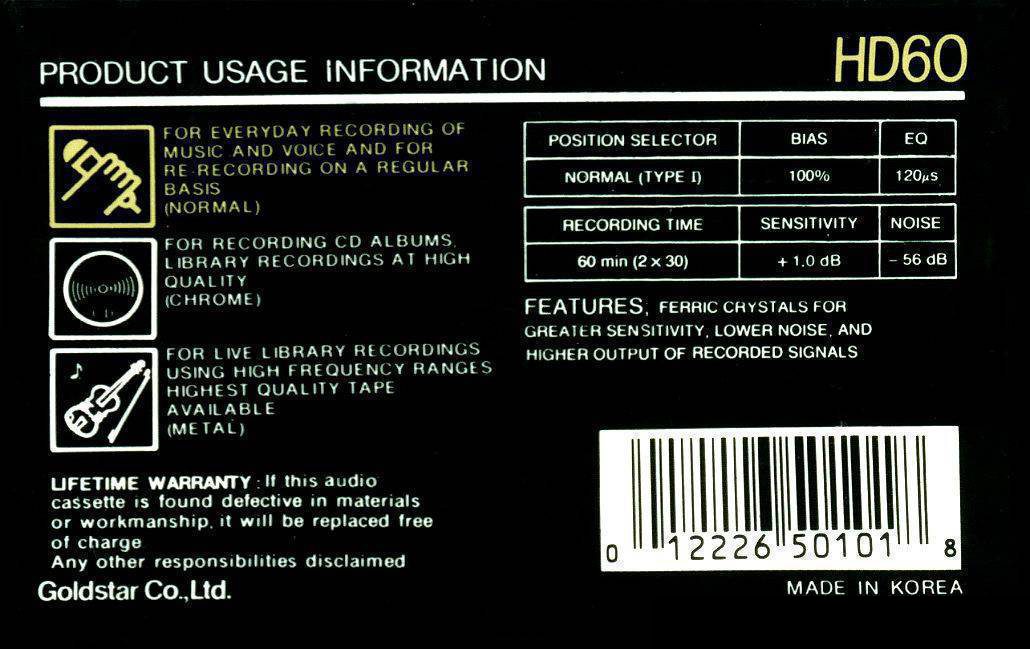 PRODUCT USAGE INFORMATION
HD60
FOR EVERYDAY RECORDING OF
MUSIC AND VOICE AND FOR
RE-RECORDING ON A REGULAR
BASIS
(NORMAL)
FOR RECORDING CD ALBUMS,
LIBRARY RECORDINGS AT HIGH
QUALITY
(CHROME)
FOR LIVE LIBRARY RECORDINGS
USING HIGH FREQUENCY RANGES
HIGHEST QUALITY TAPE
AVAILABLE
(METAL)
LIFETIME WARRANTY : If this audio
cassette is found defective in materials
or workmanship, it will be replaced free
of charge
Any other responsibilities disclaimed
Goldstar Co.,Ltd.
POSITION SELECTOR BIAS EQ
NORMAL (TYPE I) 100% 120µs
RECORDING TIME SENSITIVITY NOISE
60 min (2 x 30) + 1.0 dB - 56 dB
FEATURES, FERRIC CRYSTALS FOR
GREATER SENSITIVITY, LOWER NOISE, AND
HIGHER OUTPUT OF RECORDED SIGNALS
0 12226 50101 8
MADE IN KOREA